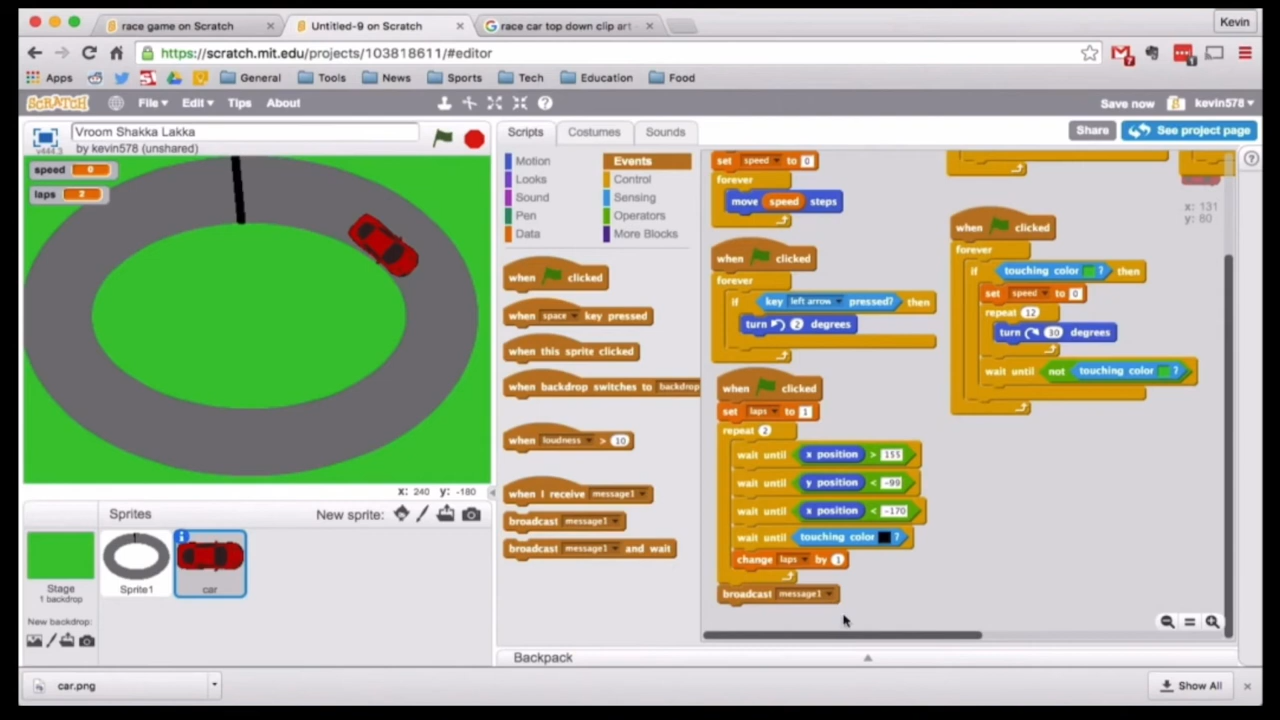 race game on Scratch
Untitled-9 on Scratch
race car top down clip art -
Kevin
https://scratch.mit.edu/projects/103818611/#editor
7
1
Apps
General
Tools
News
Sports
Tech
Education
Food
SCRATCH
File
Edit
Tips
About
Save now
kevin578
Vroom Shakka Lakka
by kevin578 (unshared)
v444.3
speed 0
laps 2
x: 240 y: -180
Scripts
Costumes
Sounds
Share
See project page
Motion
Looks
Sound
Pen
Data
Events
Control
Sensing
Operators
More Blocks
when clicked
when space key pressed
when this sprite clicked
when backdrop switches to backdrop
when loudness > 10
when I receive message1
broadcast message1
broadcast message1 and wait
set speed to 0
forever
move speed steps
when clicked
forever
if key left arrow pressed? then
turn 2 degrees
when clicked
set laps to 1
repeat 2
wait until x position > 155
wait until y position < -99
wait until x position < -170
wait until touching color ?
change laps by 1
broadcast message1
when clicked
forever
if touching color ? then
set speed to 0
repeat 12
turn 30 degrees
wait until not touching color ?
x: 131
y: 80
Sprites
New sprite:
Stage
1 backdrop
New backdrop:
Sprite1
car
Backpack
car.png
Show All